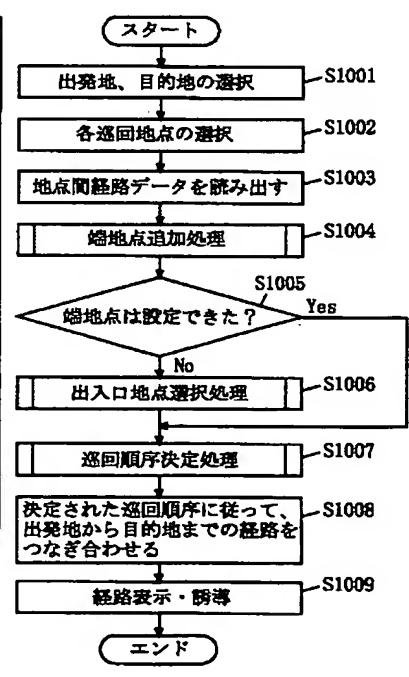 スタート
出発地、目的地の選択
S1001
各巡回地点の選択
S1002
地点間経路データを読み出す
S1003
端地点追加処理
S1004
S1005
端地点は設定できた?
Yes
No
出入口地点選択処理
S1006
巡回順序決定処理
S1007
決定された巡回順序に従って、
出発地から目的地までの経路を
つなぎ合わせる
S1008
経路表示・誘導
S1009
エンド